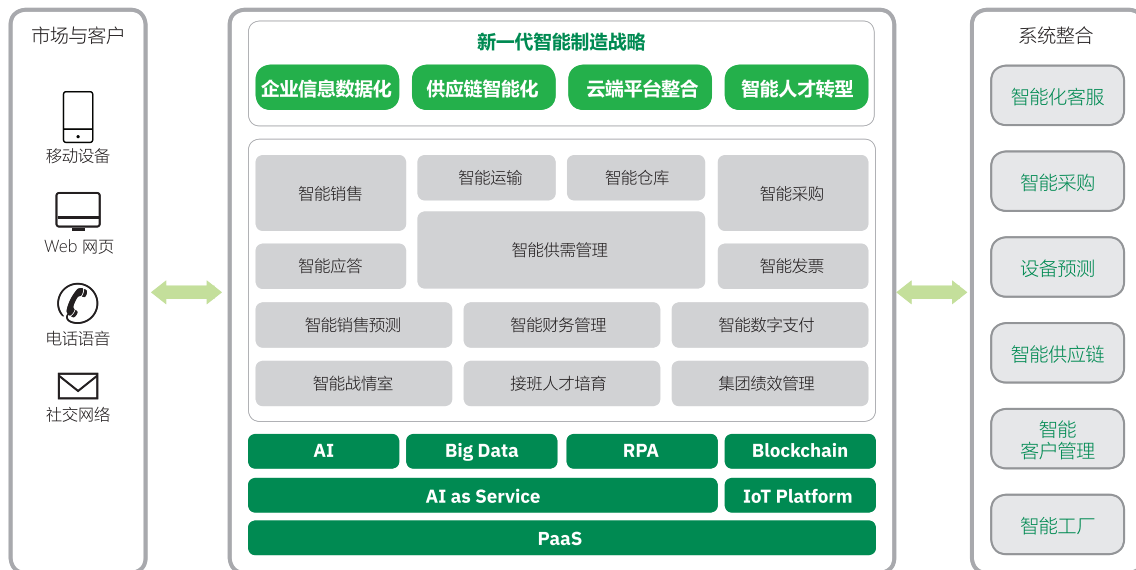 市场与客户
移动设备
Web 网页
电话语音
社交网络
新一代智能制造战略
企业信息数据化
供应链智能化
云端平台整合
智能人才转型
智能销售
智能运输
智能仓库
智能采购
智能供需管理
智能应答
智能发票
智能销售预测
智能财务管理
智能数字支付
智能战情室
接班人才培育
集团绩效管理
AI
Big Data
RPA
Blockchain
AI as Service
IoT Platform
PaaS
系统整合
智能化客服
智能采购
设备预测
智能供应链
智能
客户管理
智能工厂